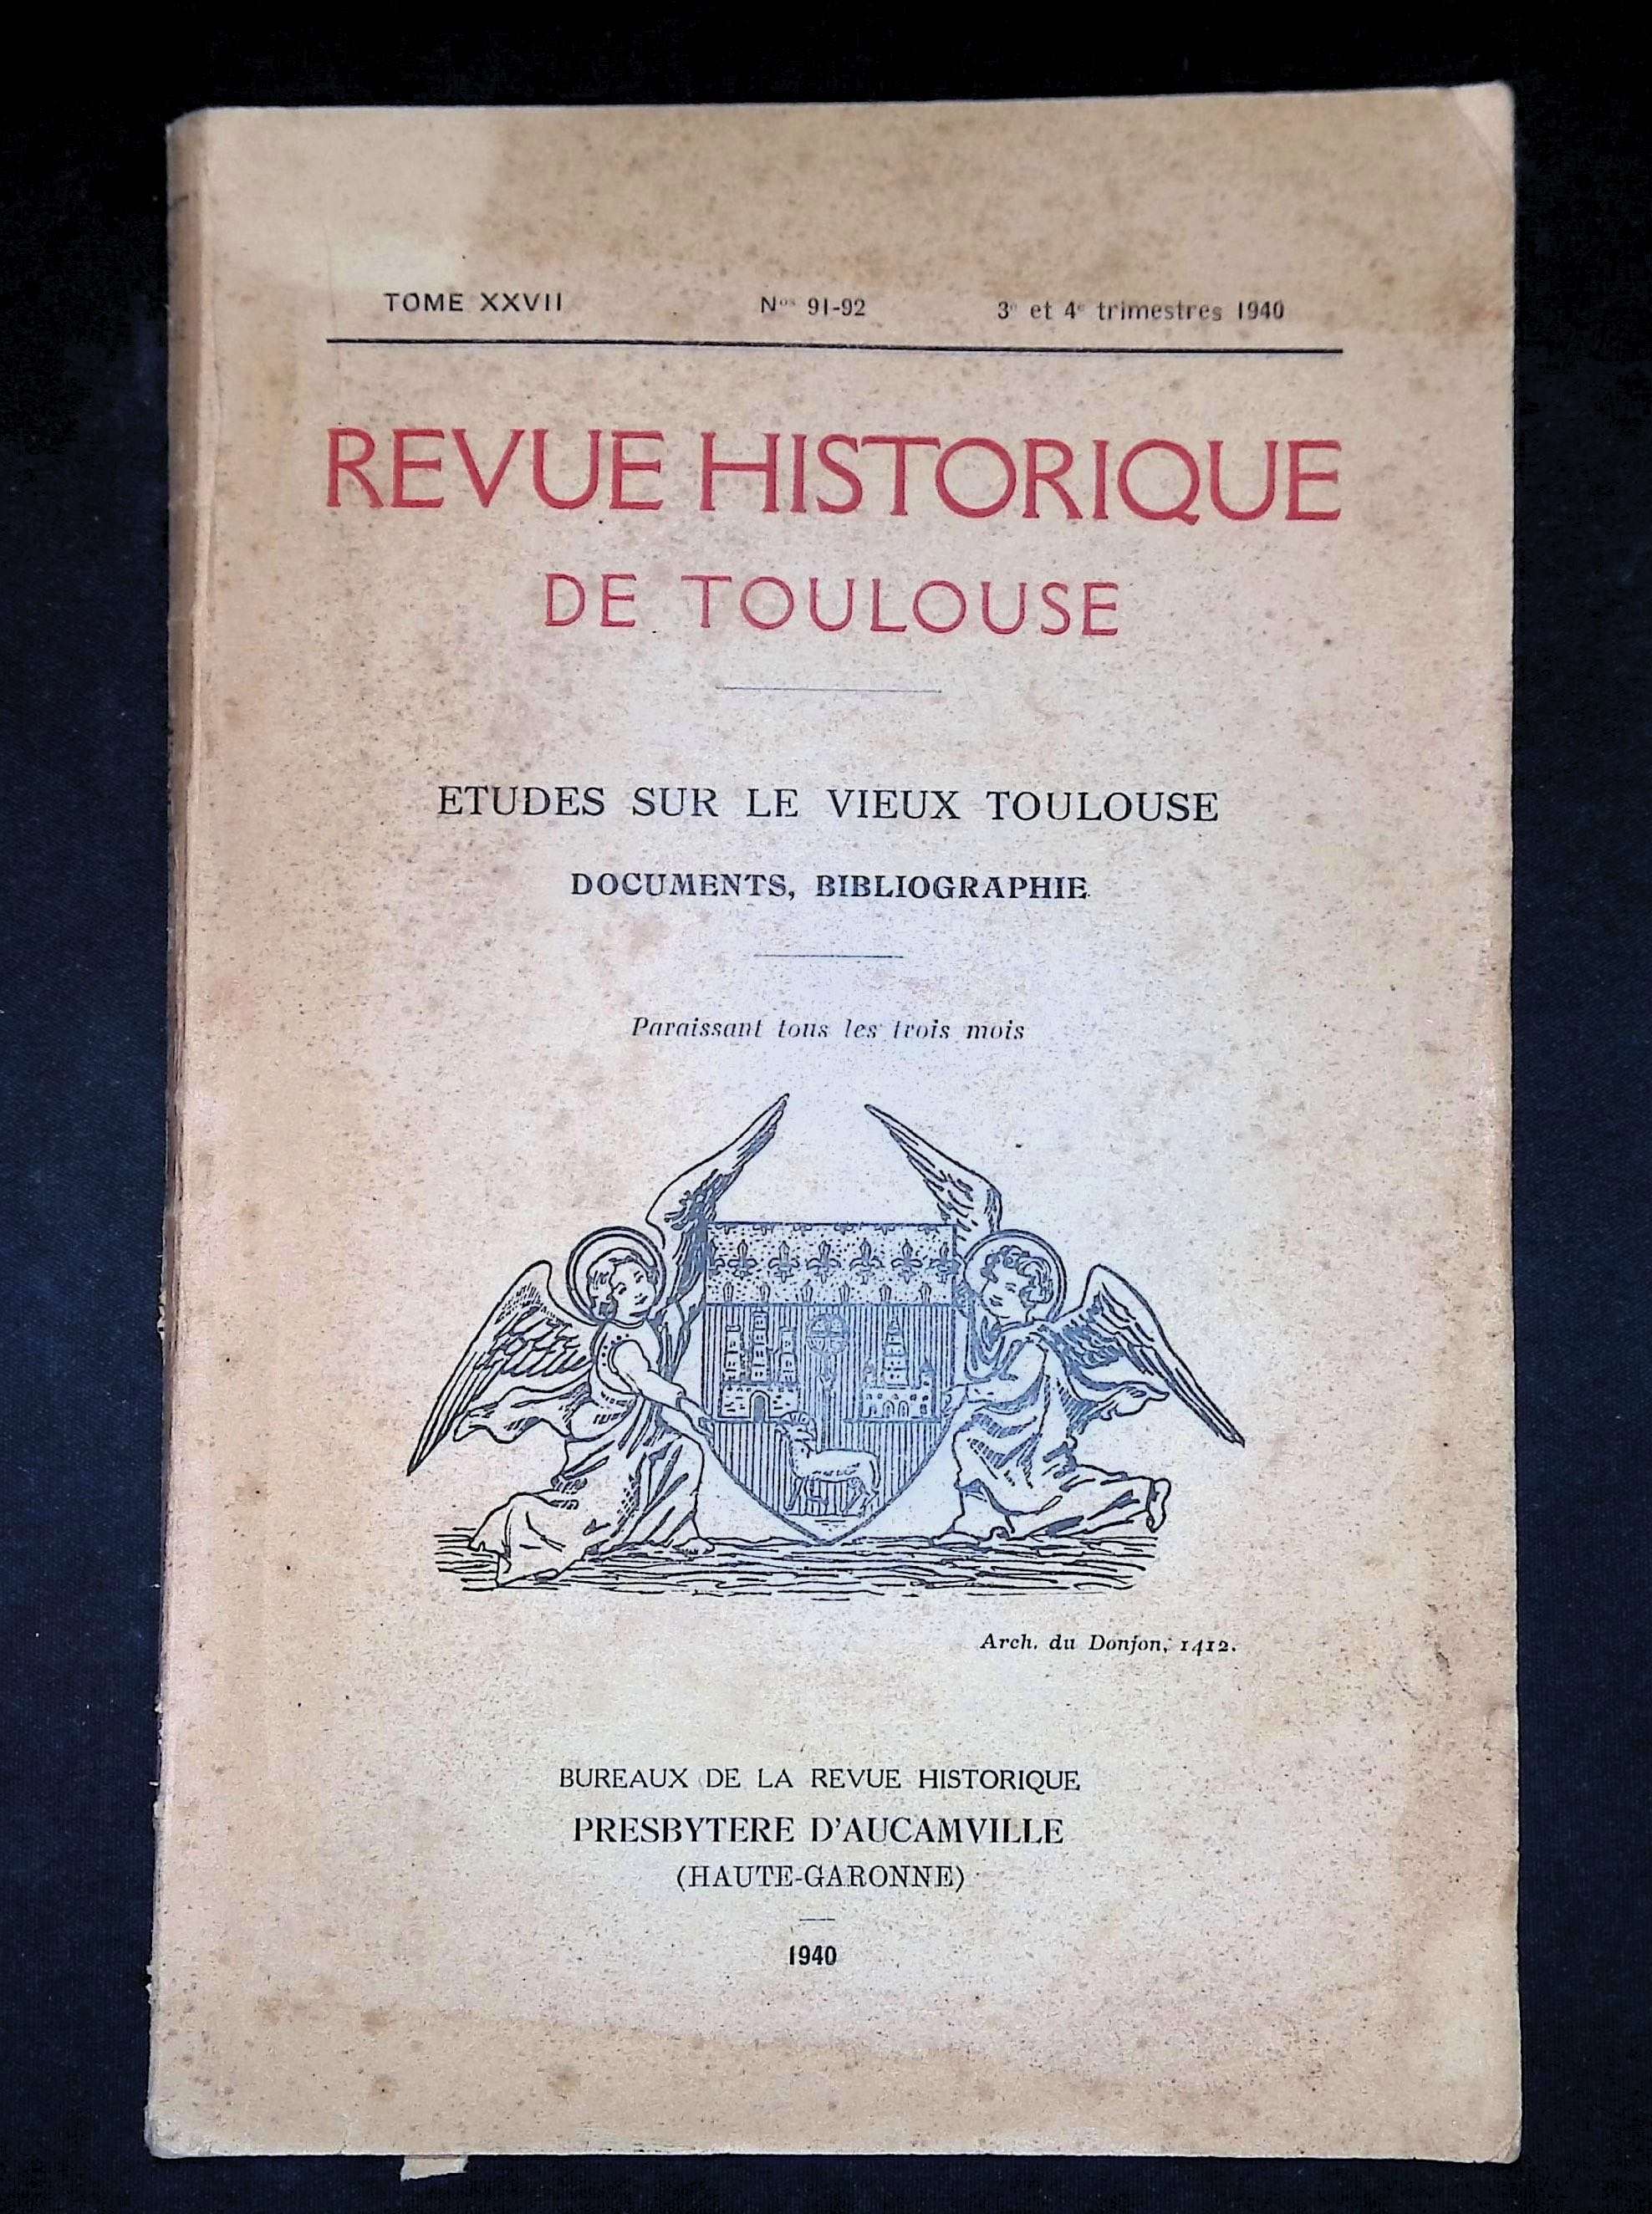 TOME XXVII Nos 91-92 3e et 4e trimestres 1940
REVUE HISTORIQUE
DE TOULOUSE
ETUDES SUR LE VIEUX TOULOUSE
DOCUMENTS, BIBLIOGRAPHIE
Paraissant tous les trois mois
Arch. du Donjon, 1412.
BUREAUX DE LA REVUE HISTORIQUE
PRESBYTERE D'AUCAMVILLE
(HAUTE-GARONNE)
1940